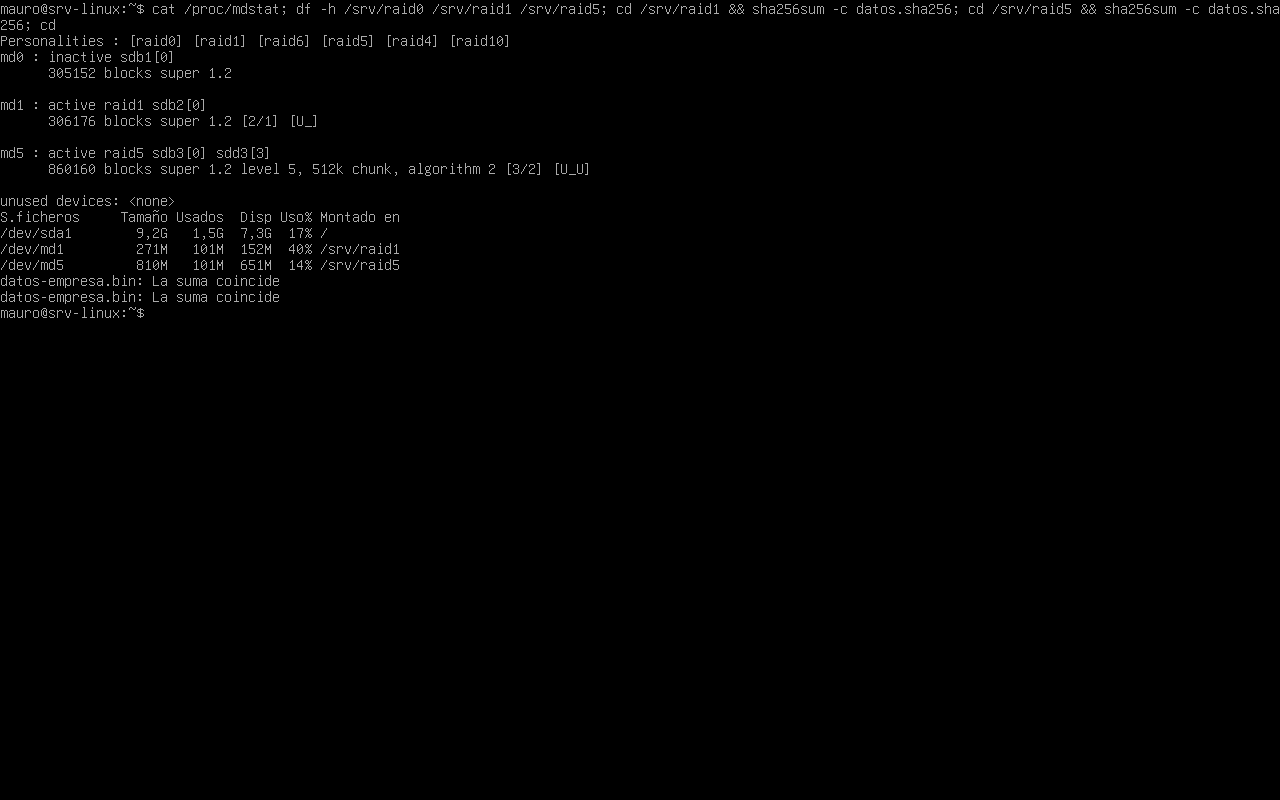 mauro@srv-linux:~$ cat /proc/mdstat; df -h /srv/raid0 /srv/raid1 /srv/raid5; cd /srv/raid1 && sha256sum -c datos.sha256; cd /srv/raid5 && sha256sum -c datos.sha
256; cd
Personalities : [raid0] [raid1] [raid6] [raid5] [raid4] [raid10]
md0 : inactive sdb1[0]
      305152 blocks super 1.2

md1 : active raid1 sdb2[0]
      306176 blocks super 1.2 [2/1] [U_]

md5 : active raid5 sdb3[0] sdd3[3]
      860160 blocks super 1.2 level 5, 512k chunk, algorithm 2 [3/2] [U_U]

unused devices: <none>
S.ficheros     Tamaño Usados  Disp Uso% Montado en
/dev/sda1        9,2G   1,5G  7,3G  17% /
/dev/md1         271M   101M  152M  40% /srv/raid1
/dev/md5         810M   101M  651M  14% /srv/raid5
datos-empresa.bin: La suma coincide
datos-empresa.bin: La suma coincide
mauro@srv-linux:~$